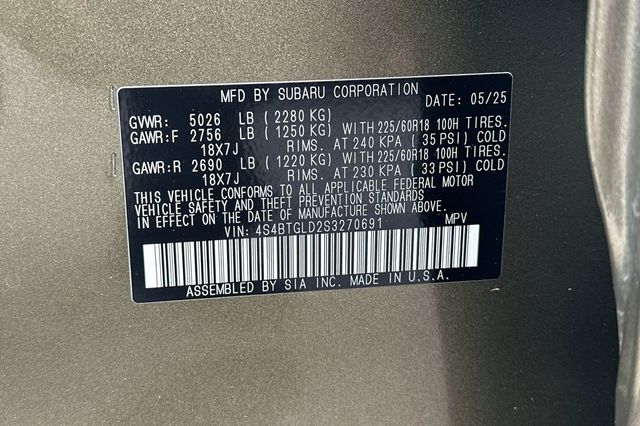 MFD BY SUBARU CORPORATION
DATE: 05/25
GVWR: 5026 LB (2280 KG)
GAWR:F 2756 LB (1250 KG) WITH 225/60R18 100H TIRES.
18X7J RIMS. AT 240 KPA (35 PSI) COLD
GAWR:R 2690 LB (1220 KG) WITH 225/60R18 100H TIRES.
18X7J RIMS. AT 230 KPA (33 PSI) COLD
THIS VEHICLE CONFORMS TO ALL APPLICABLE FEDERAL MOTOR
VEHICLE SAFETY AND THEFT PREVENTION STANDARDS
IN EFFECT ON THE DATE OF MANUFACTURE SHOWN ABOVE.
VIN: 4S4BTGLD2S3270691 MPV
ASSEMBLED BY SIA INC. MADE IN U.S.A.